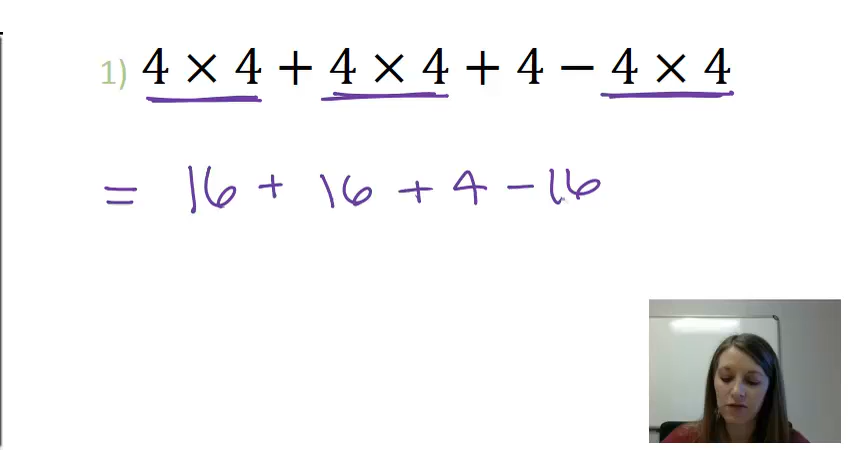 1) 4 × 4 + 4 × 4 + 4 − 4 × 4
= 16 + 16 + 4 − 16